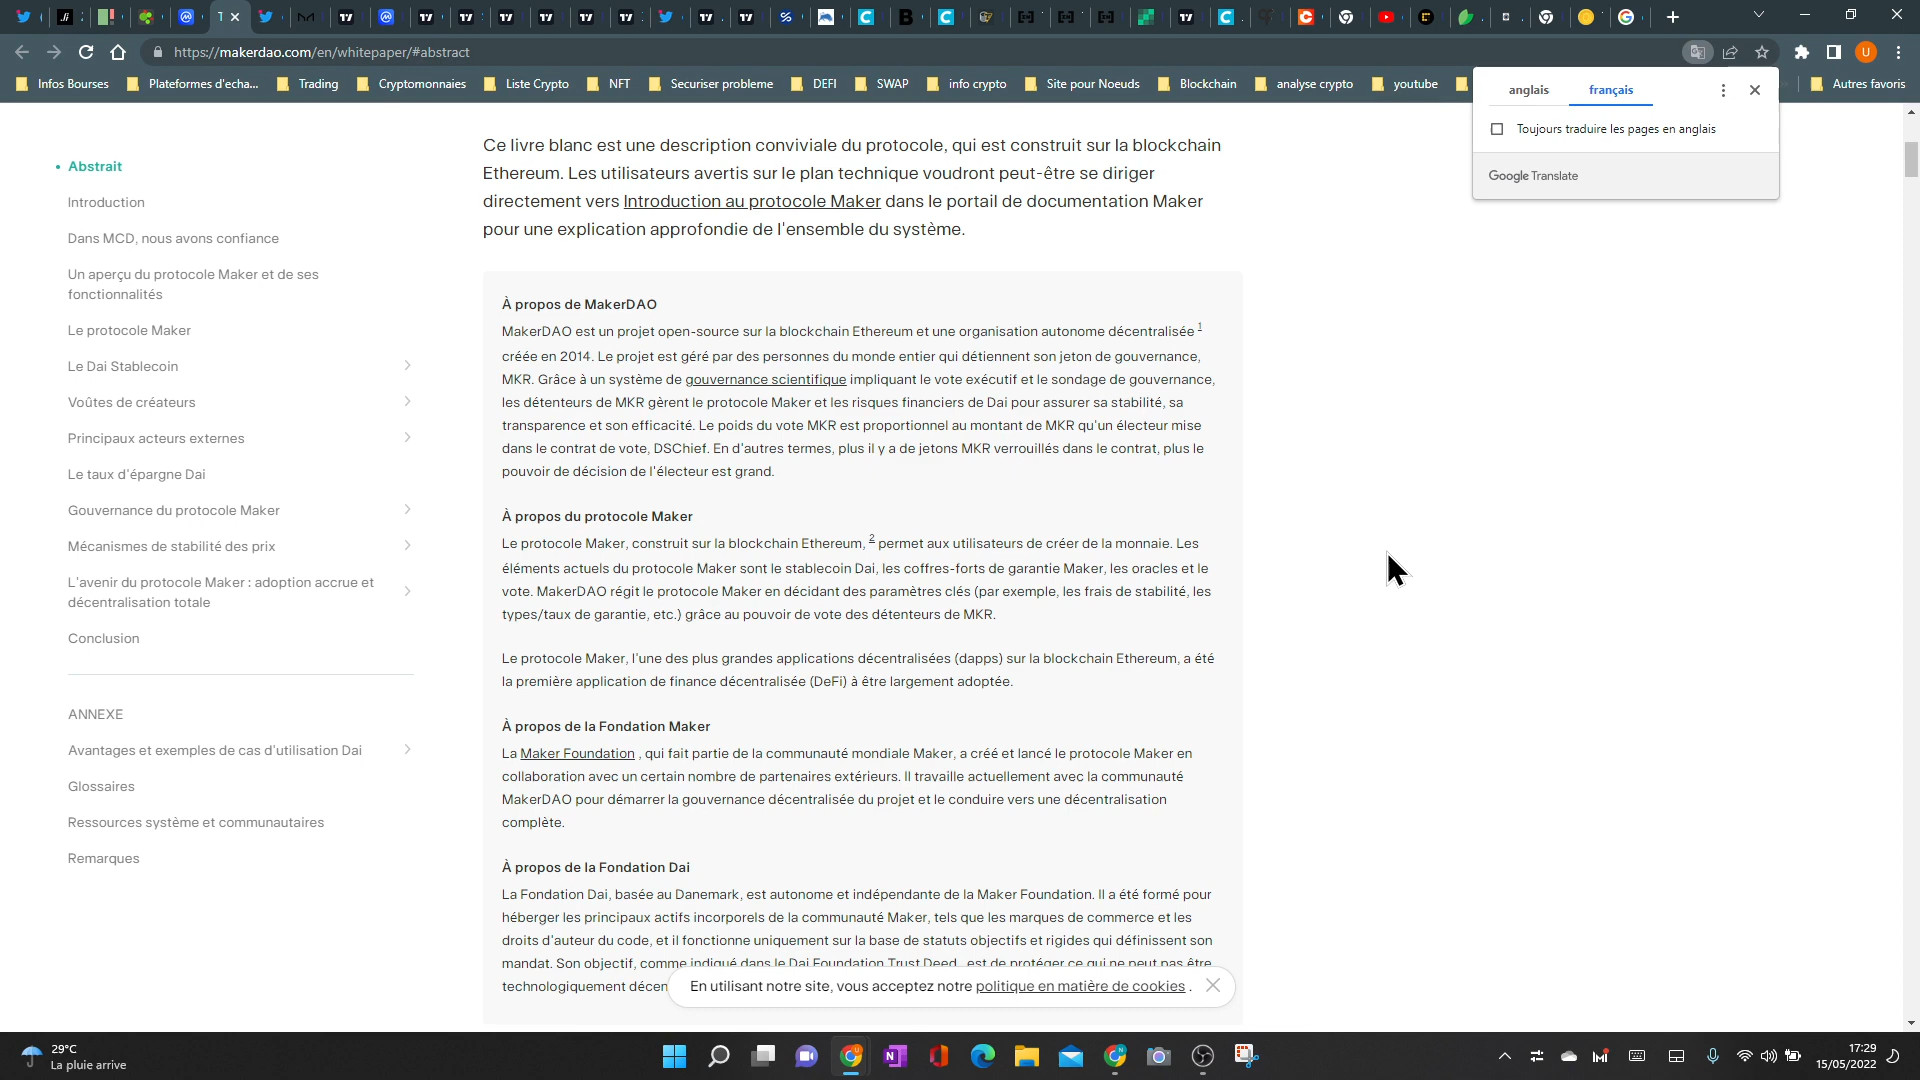 https://makerdao.com/en/whitepaper/#abstract
Infos Bourses
Plateformes d'echa...
Trading
Cryptomonnaies
Liste Crypto
NFT
Securiser probleme
DEFI
SWAP
info crypto
Site pour Noeuds
Blockchain
analyse crypto
youtube
Autres favoris
anglais
français
Toujours traduire les pages en anglais
Google Translate
• Abstrait
Introduction
Dans MCD, nous avons confiance
Un aperçu du protocole Maker et de ses
fonctionnalités
Le protocole Maker
Le Dai Stablecoin
Voûtes de créateurs
Principaux acteurs externes
Le taux d'épargne Dai
Gouvernance du protocole Maker
Mécanismes de stabilité des prix
L'avenir du protocole Maker : adoption accrue et
décentralisation totale
Conclusion
ANNEXE
Avantages et exemples de cas d'utilisation Dai
Glossaires
Ressources système et communautaires
Remarques
Ce livre blanc est une description conviviale du protocole, qui est construit sur la blockchain
Ethereum. Les utilisateurs avertis sur le plan technique voudront peut-être se diriger
directement vers Introduction au protocole Maker dans le portail de documentation Maker
pour une explication approfondie de l'ensemble du système.
À propos de MakerDAO
MakerDAO est un projet open-source sur la blockchain Ethereum et une organisation autonome décentralisée 1
créée en 2014. Le projet est géré par des personnes du monde entier qui détiennent son jeton de gouvernance,
MKR. Grâce à un système de gouvernance scientifique impliquant le vote exécutif et le sondage de gouvernance,
les détenteurs de MKR gèrent le protocole Maker et les risques financiers de Dai pour assurer sa stabilité, sa
transparence et son efficacité. Le poids du vote MKR est proportionnel au montant de MKR qu'un électeur mise
dans le contrat de vote, DSChief. En d'autres termes, plus il y a de jetons MKR verrouillés dans le contrat, plus le
pouvoir de décision de l'électeur est grand.
À propos du protocole Maker
Le protocole Maker, construit sur la blockchain Ethereum, 2 permet aux utilisateurs de créer de la monnaie. Les
éléments actuels du protocole Maker sont le stablecoin Dai, les coffres-forts de garantie Maker, les oracles et le
vote. MakerDAO régit le protocole Maker en décidant des paramètres clés (par exemple, les frais de stabilité, les
types/taux de garantie, etc.) grâce au pouvoir de vote des détenteurs de MKR.
Le protocole Maker, l'une des plus grandes applications décentralisées (dapps) sur la blockchain Ethereum, a été
la première application de finance décentralisée (DeFi) à être largement adoptée.
À propos de la Fondation Maker
La Maker Foundation , qui fait partie de la communauté mondiale Maker, a créé et lancé le protocole Maker en
collaboration avec un certain nombre de partenaires extérieurs. Il travaille actuellement avec la communauté
MakerDAO pour démarrer la gouvernance décentralisée du projet et le conduire vers une décentralisation
complète.
À propos de la Fondation Dai
La Fondation Dai, basée au Danemark, est autonome et indépendante de la Maker Foundation. Il a été formé pour
héberger les principaux actifs incorporels de la communauté Maker, tels que les marques de commerce et les
droits d'auteur du code, et il fonctionne uniquement sur la base de statuts objectifs et rigides qui définissent son
mandat. Son objectif, comme indiqué dans le Dai Foundation Trust Deed , est de protéger ce qui ne peut pas être
technologiquement décen
En utilisant notre site, vous acceptez notre politique en matière de cookies .
29°C
La pluie arrive
17:29
15/05/2022